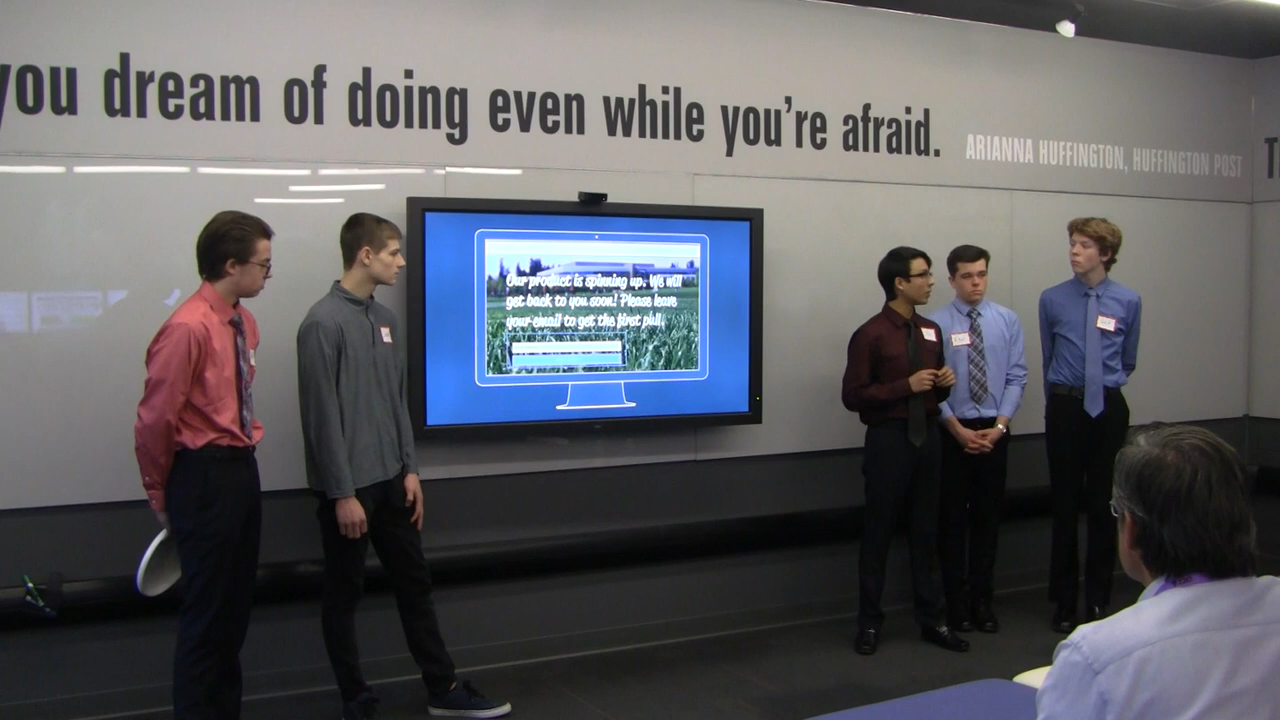 you dream of doing even while you're afraid.
ARIANNA HUFFINGTON, HUFFINGTON POST
Our product is spinning up. We will
get back to you soon! Please leave
your email to get the first pull.